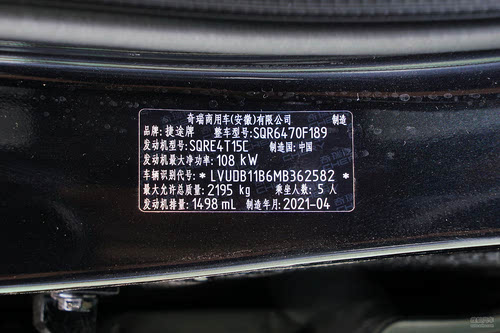 奇瑞商用车(安徽)有限公司 制造
品牌:捷途牌 整车型号:SQR6470F189
发动机型号:SQRE4T15C 制造国:中国
发动机最大净功率:108 kW
车辆识别代号:*LVUDB11B6MB362582*
最大允许总质量:2195 kg 乘坐人数:5人
发动机排量:1498 mL 制造年月:2021-04